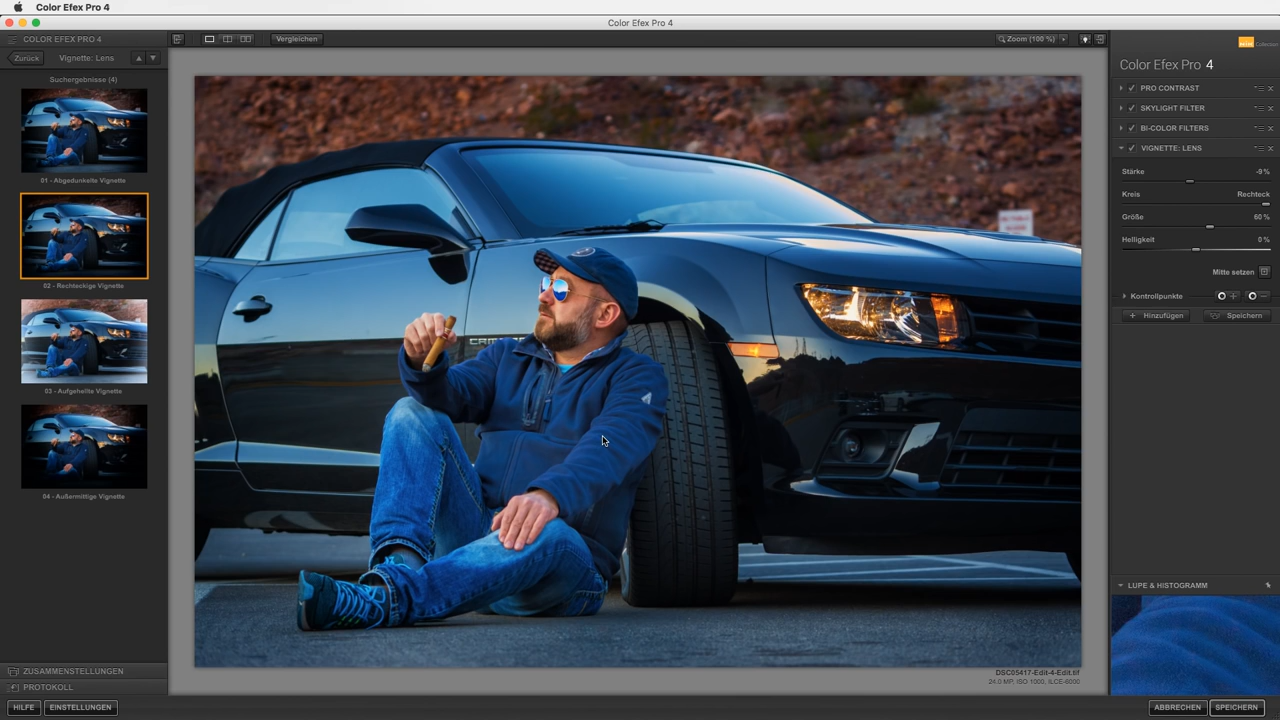 Color Efex Pro 4
Color Efex Pro 4
COLOR EFEX PRO 4
Vergleichen
Zoom (100 %)
Collection
Zurück
Vignette: Lens
Suchergebnisse (4)
01 - Abgedunkelte Vignette
02 - Rechteckige Vignette
03 - Aufgehellte Vignette
04 - Außermittige Vignette
Color Efex Pro 4
PRO CONTRAST
SKYLIGHT FILTER
BI-COLOR FILTERS
VIGNETTE: LENS
Stärke -9 %
Kreis Rechteck
Größe 60 %
Helligkeit 0 %
Mitte setzen
Kontrollpunkte
Hinzufügen Speichern
LUPE & HISTOGRAMM
DSC05417-Edit-4-Edit.tif
24.0 MP, ISO 1000, ILCE-6000
ZUSAMMENSTELLUNGEN
PROTOKOLL
HILFE EINSTELLUNGEN
ABBRECHEN SPEICHERN